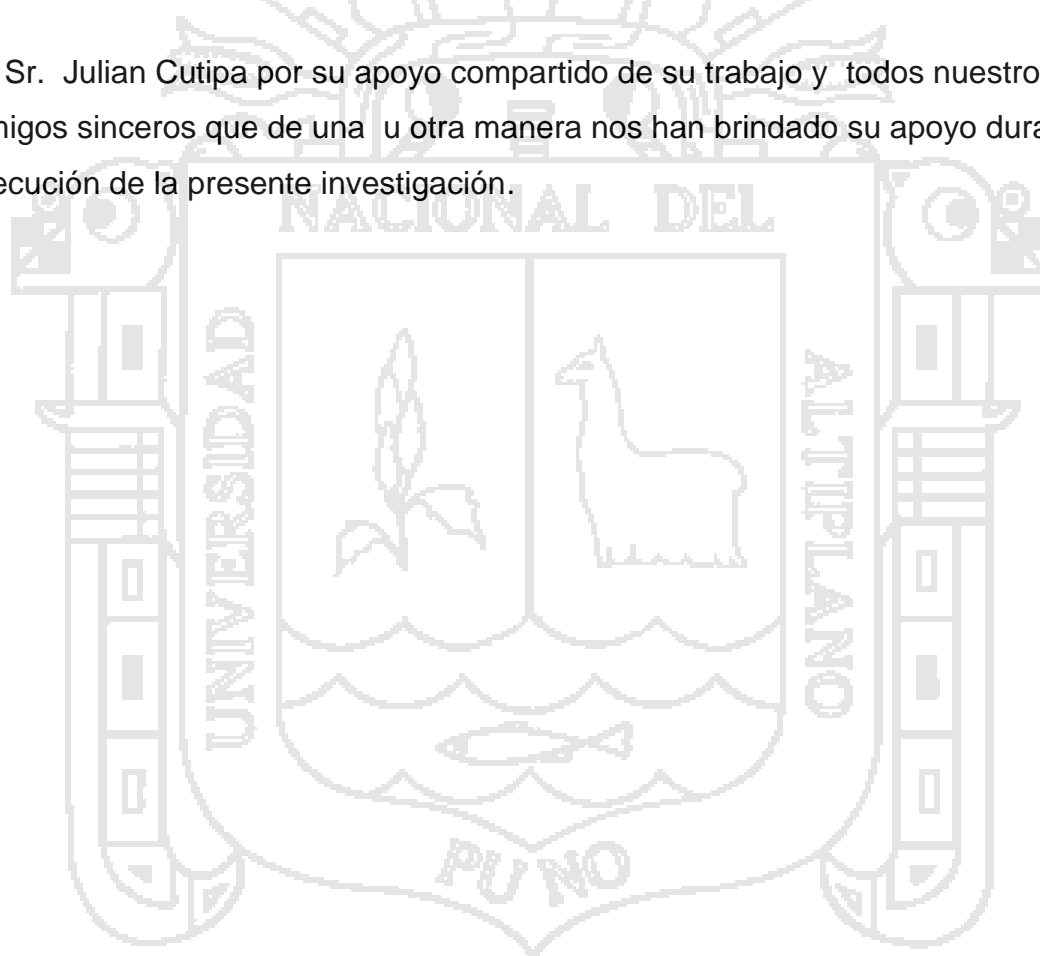 Sr. Julian Cutipa por su apoyo compartido de su trabajo y todos nuestro
migos sinceros que de una u otra manera nos han brindado su apoyo dura
ecución de la presente investigación.
NACIONAL DEL
UNIVERSIDAD
ALTIPLANO
PUNO